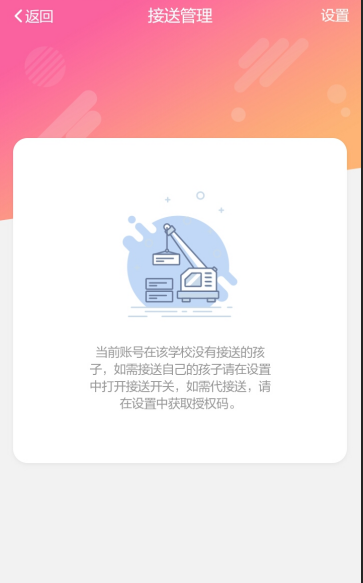 返回
接送管理
设置
当前账号在该学校没有接送的孩
子，如需接送自己的孩子请在设置
中打开接送开关，如需代接送，请
在设置中获取授权码。